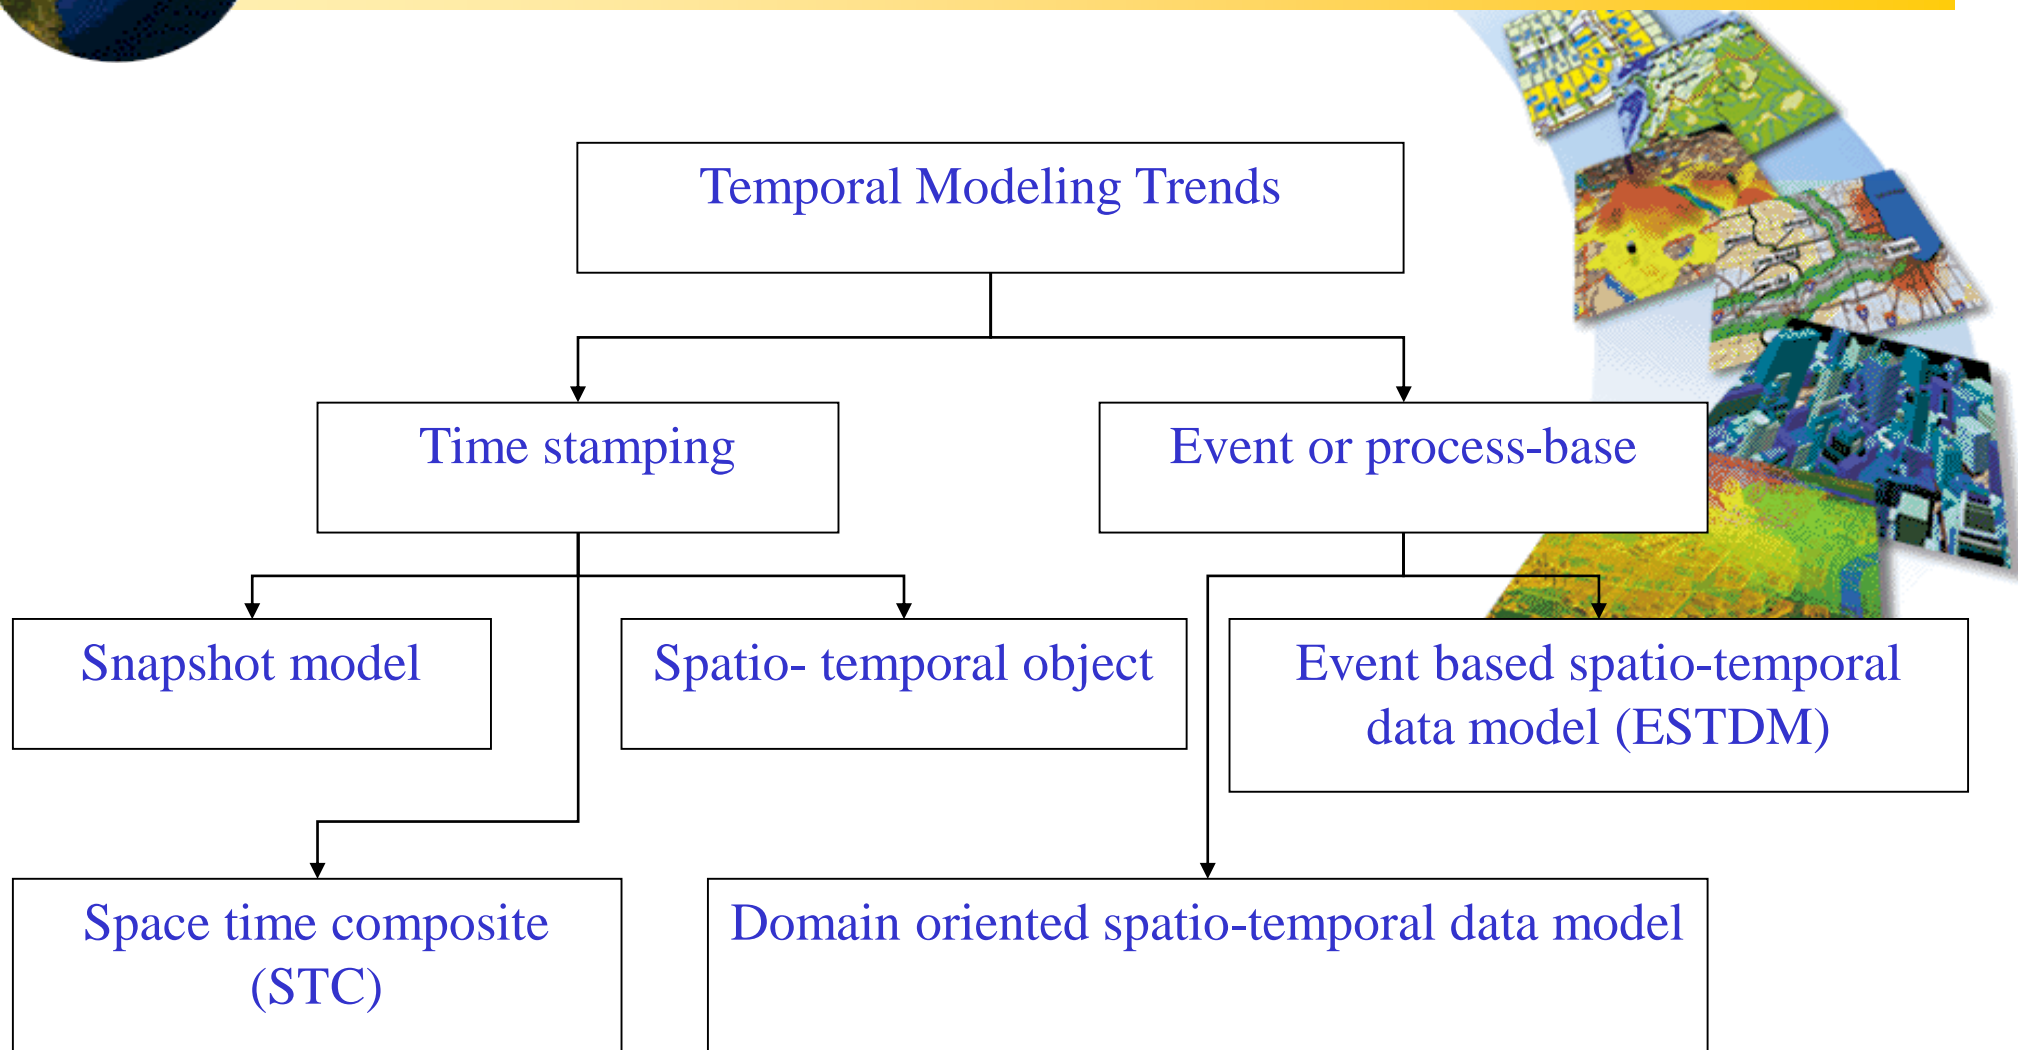 Temporal Modeling Trends
Time stamping
Event or process-base
Snapshot model
Spatio- temporal object
Event based spatio-temporal
data model (ESTDM)
Space time composite
(STC)
Domain oriented spatio-temporal data model